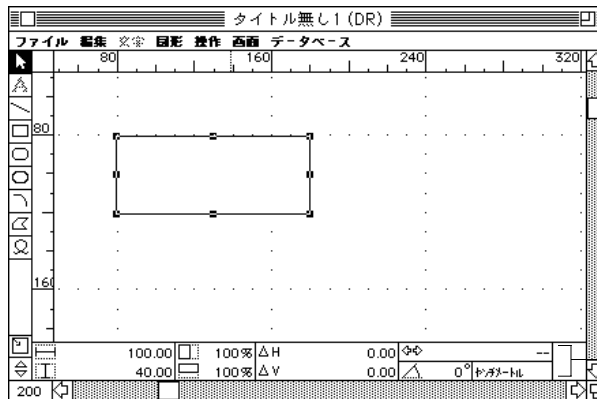 タイトル無し1 (DR)
ファイル 編集 文字 図形 操作 画面 データベース
80 160 240 320
80
160
100.00 100% ΔH 0.00 --
40.00 100% ΔV 0.00 0° センチメートル
200